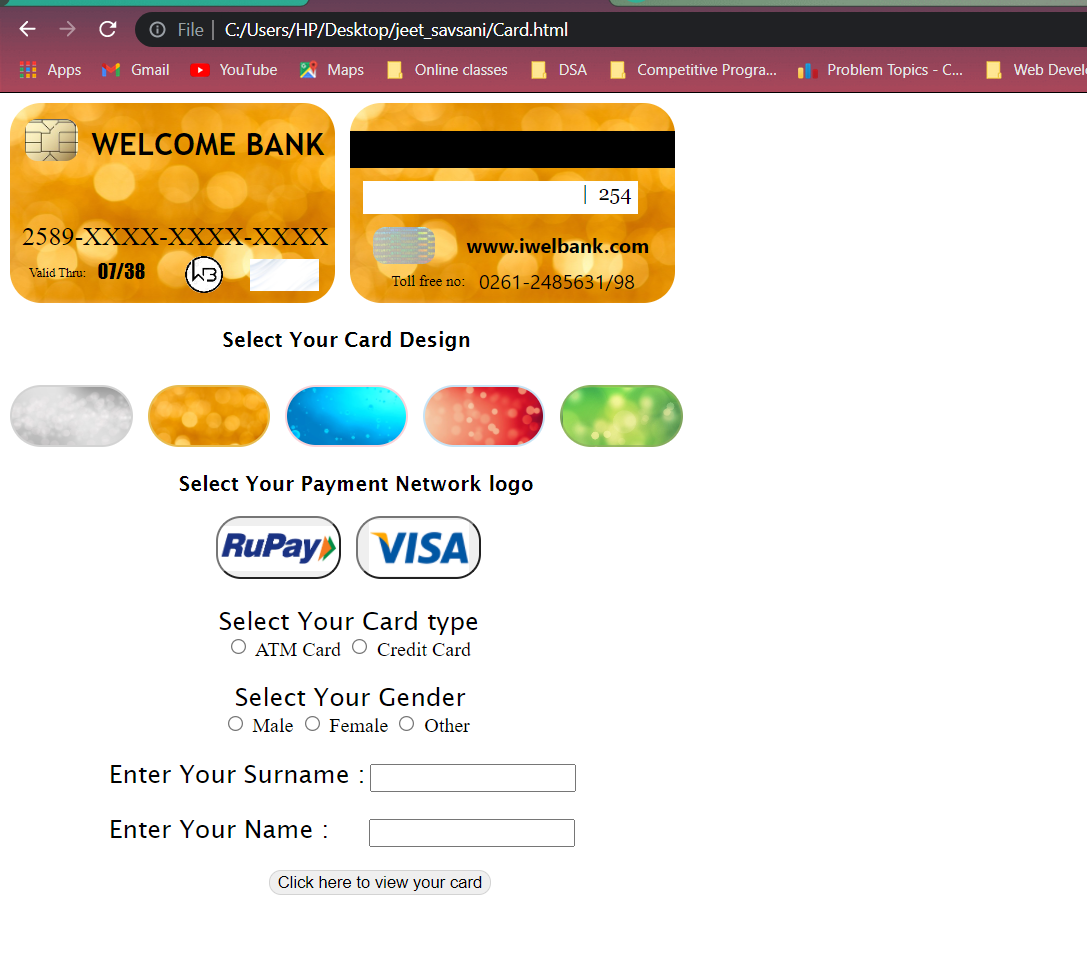 File | C:/Users/HP/Desktop/jeet_savsani/Card.html
Apps Gmail YouTube Maps Online classes DSA Competitive Progra... Problem Topics - C... Web Devel
WELCOME BANK
2589-XXXX-XXXX-XXXX
Valid Thru: 07/38
WB
| 254
www.iwelbank.com
Toll free no: 0261-2485631/98
Select Your Card Design
Select Your Payment Network logo
RuPay VISA
Select Your Card type
ATM Card Credit Card
Select Your Gender
Male Female Other
Enter Your Surname :
Enter Your Name :
Click here to view your card